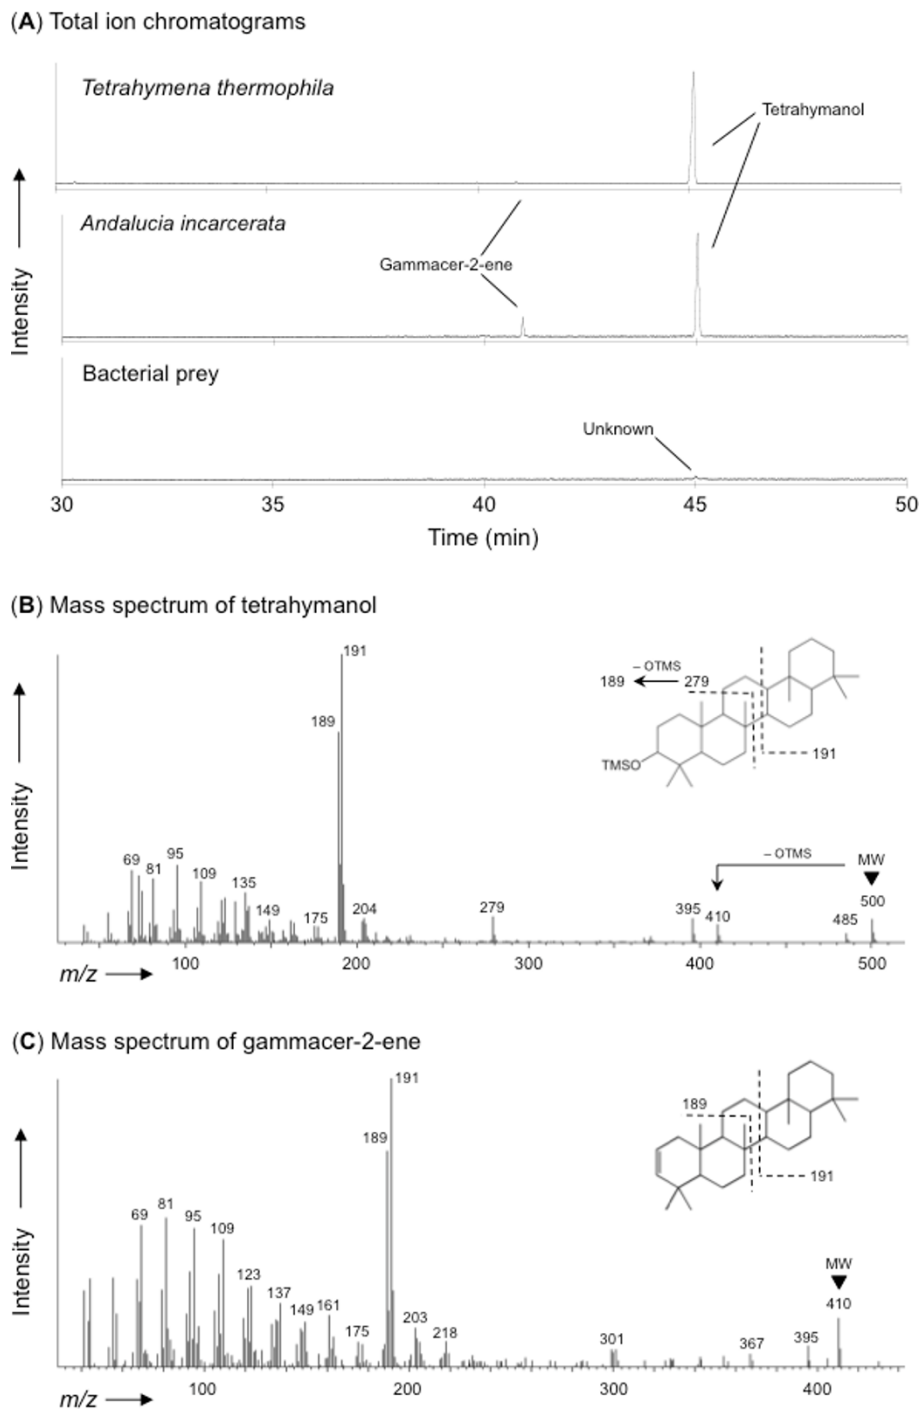 (A) Total ion chromatograms
Tetrahymena thermophila
Tetrahymanol
Andalucia incarcerata
Gammacer-2-ene
Intensity
Bacterial prey
Unknown
30 35 40 45 50
Time (min)
(B) Mass spectrum of tetrahymanol
191
– OTMS
189 279
189
191
TMSO
Intensity
– OTMS
MW
69 81 95 109 135 149 175 204 279 395 410 485 500
100 200 300 400 500
m/z
(C) Mass spectrum of gammacer-2-ene
191
189
189
191
Intensity
MW
69 81 95 109 123 137 149 161 175 203 218 301 367 395 410
100 200 300 400
m/z